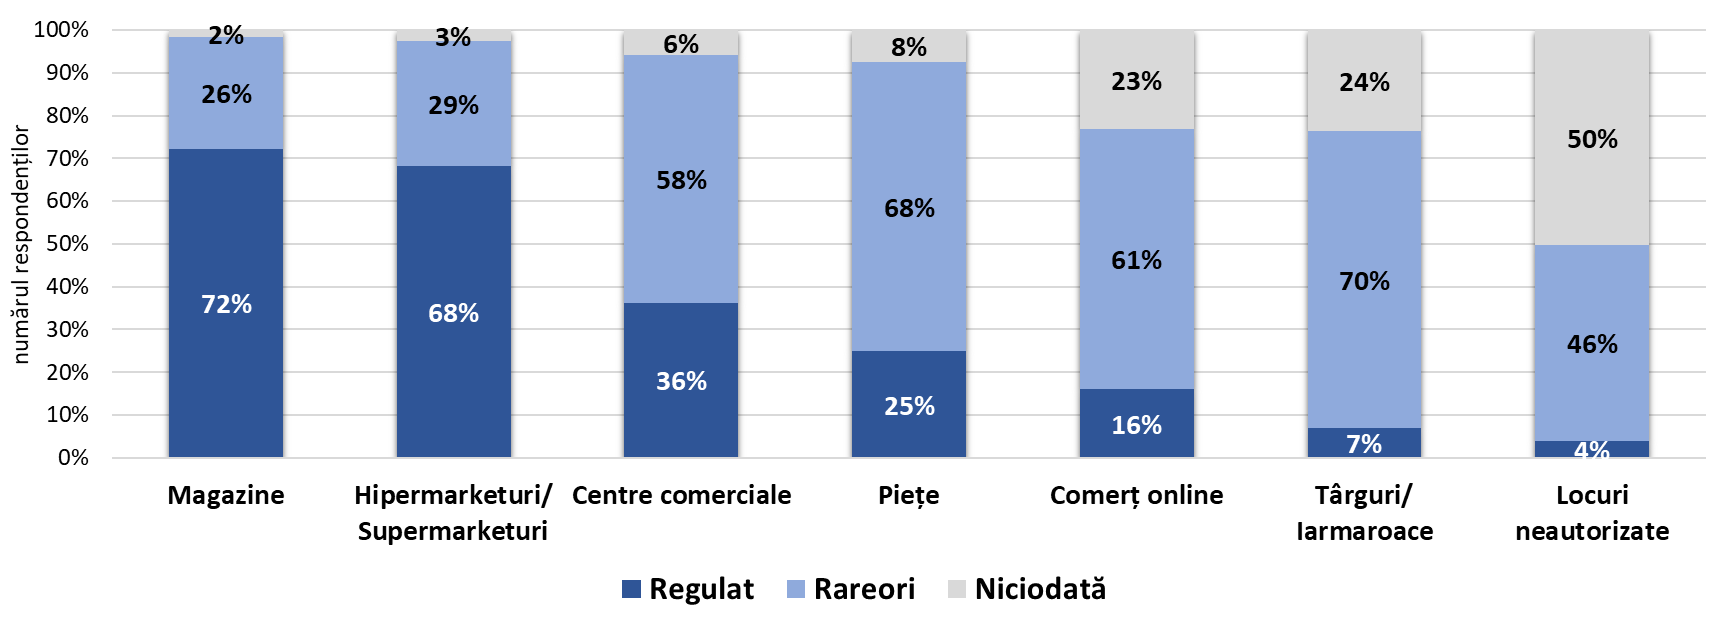 100%
90%
80%
70%
60%
50%
40%
30%
20%
10%
0%
numărul respondenților
2%
26%
72%
3%
29%
68%
6%
58%
36%
8%
68%
25%
23%
61%
16%
24%
70%
7%
50%
46%
4%
Magazine
Hipermarketuri/
Supermarketuri
Centre comerciale
Piețe
Comerț online
Târguri/
Iarmaroace
Locuri
neautorizate
Regulat
Rareori
Niciodată